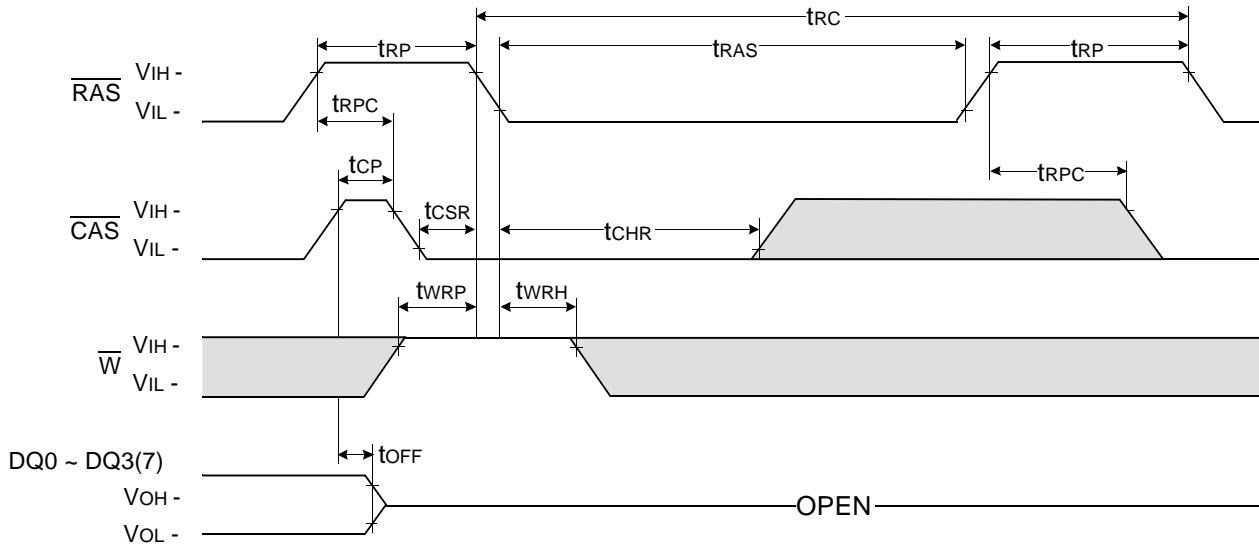 tRC
tRP tRAS tRP
RAS VIH -
VIL -
tRPC
tCP tRPC
CAS VIH -
VIL -
tCSR tCHR
tWRP tWRH
W VIH -
VIL -
DQ0 ~ DQ3(7) tOFF
VOH -
VOL -
OPEN